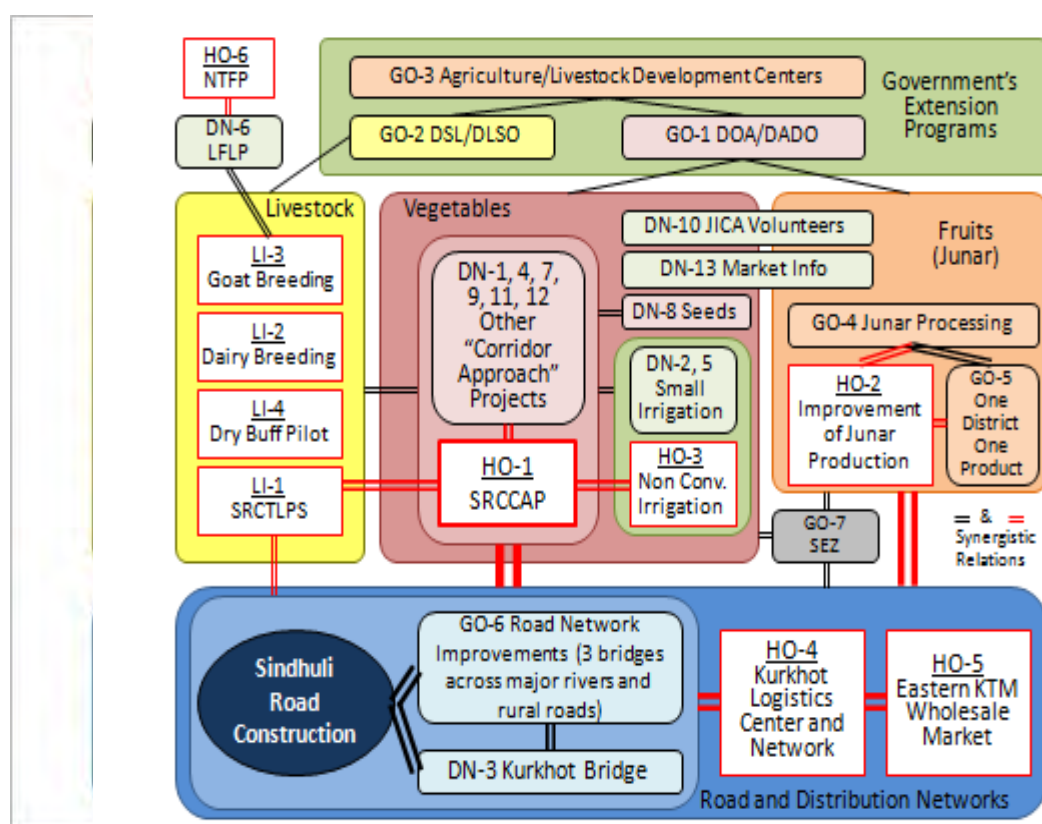 HO-6
NTFP
DN-6
LFLP
GO-3 Agriculture/Livestock Development Centers
GO-2 DSL/DLSO
GO-1 DOA/DADO
Government's
Extension
Programs
Livestock
LI-3
Goat Breeding
LI-2
Dairy Breeding
LI-4
Dry Buff Pilot
LI-1
SRCTLPS
Vegetables
DN-1, 4, 7,
9, 11, 12
Other
"Corridor
Approach"
Projects
HO-1
SRCCAP
DN-10 JICA Volunteers
DN-13 Market Info
DN-8 Seeds
DN-2, 5
Small
Irrigation
HO-3
Non Conv.
Irrigation
Fruits
(Junar)
GO-4 Junar Processing
HO-2
Improvement
of Junar
Production
GO-5
One
District
One
Product
GO-7
SEZ
= & =
Synergistic
Relations
Sindhuli
Road
Construction
GO-6 Road Network
Improvements (3 bridges
across major rivers and
rural roads)
DN-3 Kurkhot Bridge
HO-4
Kurkhot
Logistics
Center and
Network
HO-5
Eastern KTM
Wholesale
Market
Road and Distribution Networks